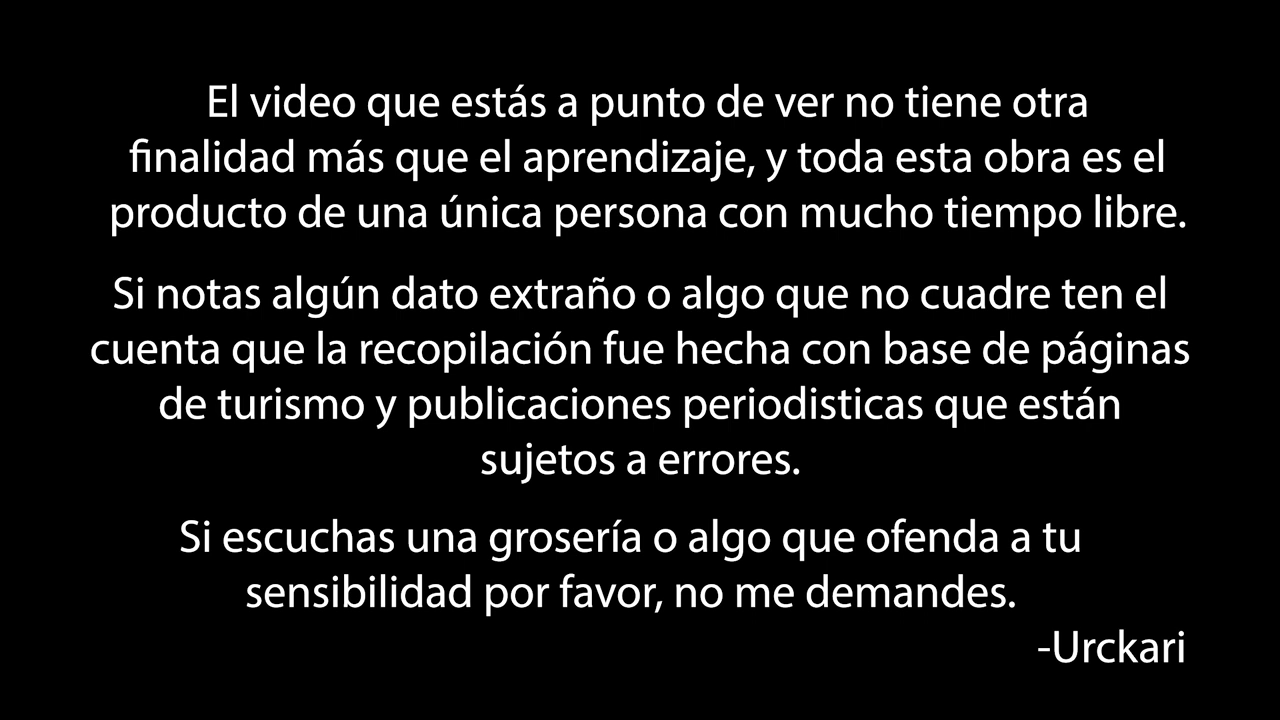 El video que estás a punto de ver no tiene otra
finalidad más que el aprendizaje, y toda esta obra es el
producto de una única persona con mucho tiempo libre.
Si notas algún dato extraño o algo que no cuadre ten el
cuenta que la recopilación fue hecha con base de páginas
de turismo y publicaciones periodisticas que están
sujetos a errores.
Si escuchas una grosería o algo que ofenda a tu
sensibilidad por favor, no me demandes.
-Urckari